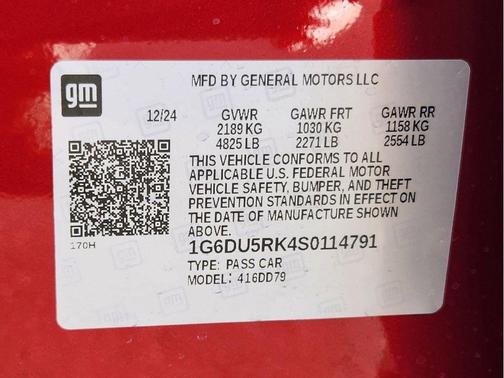 gm
MFD BY GENERAL MOTORS LLC
12/24 GVWR GAWR FRT GAWR RR
2189 KG 1030 KG 1158 KG
4825 LB 2271 LB 2554 LB
THIS VEHICLE CONFORMS TO ALL
APPLICABLE U.S. FEDERAL MOTOR
VEHICLE SAFETY, BUMPER, AND THEFT
PREVENTION STANDARDS IN EFFECT ON
THE DATE OF MANUFACTURE SHOWN
ABOVE.
170H
1G6DU5RK4S0114791
TYPE: PASS CAR
MODEL: 416DD79